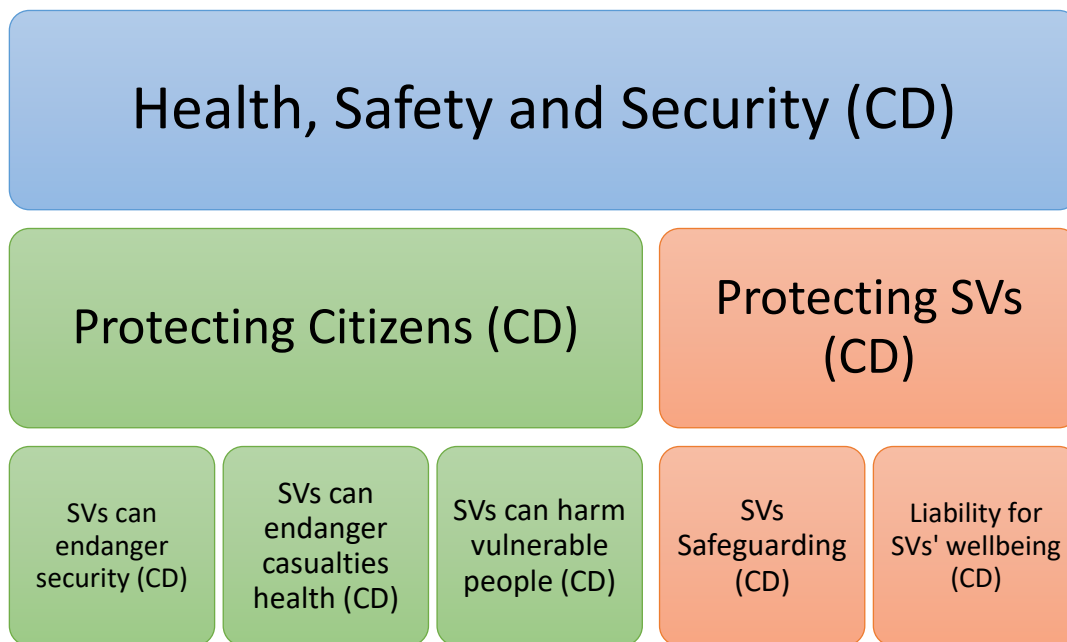 Health, Safety and Security (CD)
Protecting Citizens (CD)
Protecting SVs
(CD)
SVs can
endanger
security (CD)
SVs can
endanger
casualties
health (CD)
SVs can harm
vulnerable
people (CD)
SVs
Safeguarding
(CD)
Liability for
SVs' wellbeing
(CD)